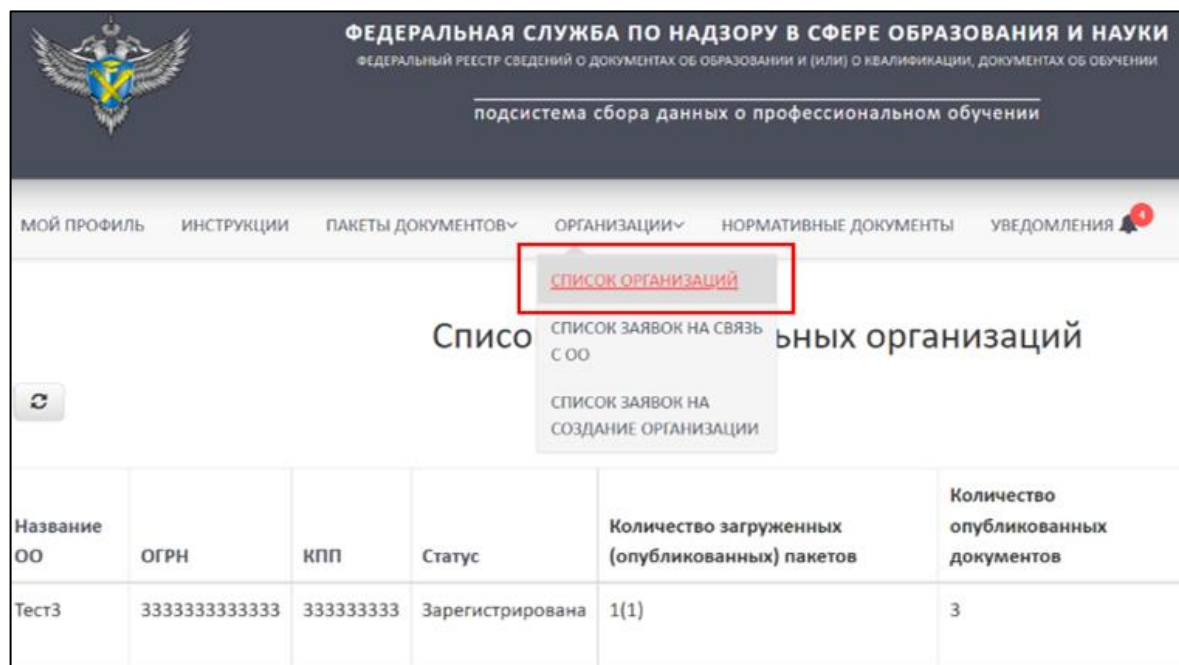 ФЕДЕРАЛЬНАЯ СЛУЖБА ПО НАДЗОРУ В СФЕРЕ ОБРАЗОВАНИЯ И НАУКИ
ФЕДЕРАЛЬНЫЙ РЕЕСТР СВЕДЕНИЙ О ДОКУМЕНТАХ ОБ ОБРАЗОВАНИИ И (ИЛИ) О КВАЛИФИКАЦИИ, ДОКУМЕНТАХ ОБ ОБУЧЕНИИ
подсистема сбора данных о профессиональном обучении
МОЙ ПРОФИЛЬ ИНСТРУКЦИИ ПАКЕТЫ ДОКУМЕНТОВ ОРГАНИЗАЦИИ НОРМАТИВНЫЕ ДОКУМЕНТЫ УВЕДОМЛЕНИЯ 4
СПИСОК ОРГАНИЗАЦИЙ
СПИСОК ЗАЯВОК НА СВЯЗЬ
С ОО
СПИСОК ЗАЯВОК НА
СОЗДАНИЕ ОРГАНИЗАЦИИ
Списо ьных организаций
Название
ОО
ОГРН
КПП
Статус
Количество загруженных
(опубликованных) пакетов
Количество
опубликованных
документов
Тест3 3333333333333 333333333 Зарегистрирована 1(1) 3